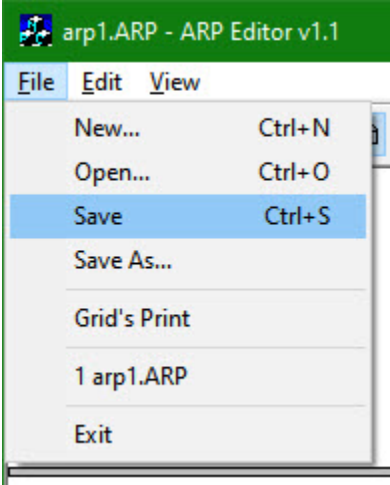 arp1.ARP - ARP Editor v1.1
File Edit View
New... Ctrl+N
Open... Ctrl+O
Save Ctrl+S
Save As...
Grid's Print
1 arp1.ARP
Exit